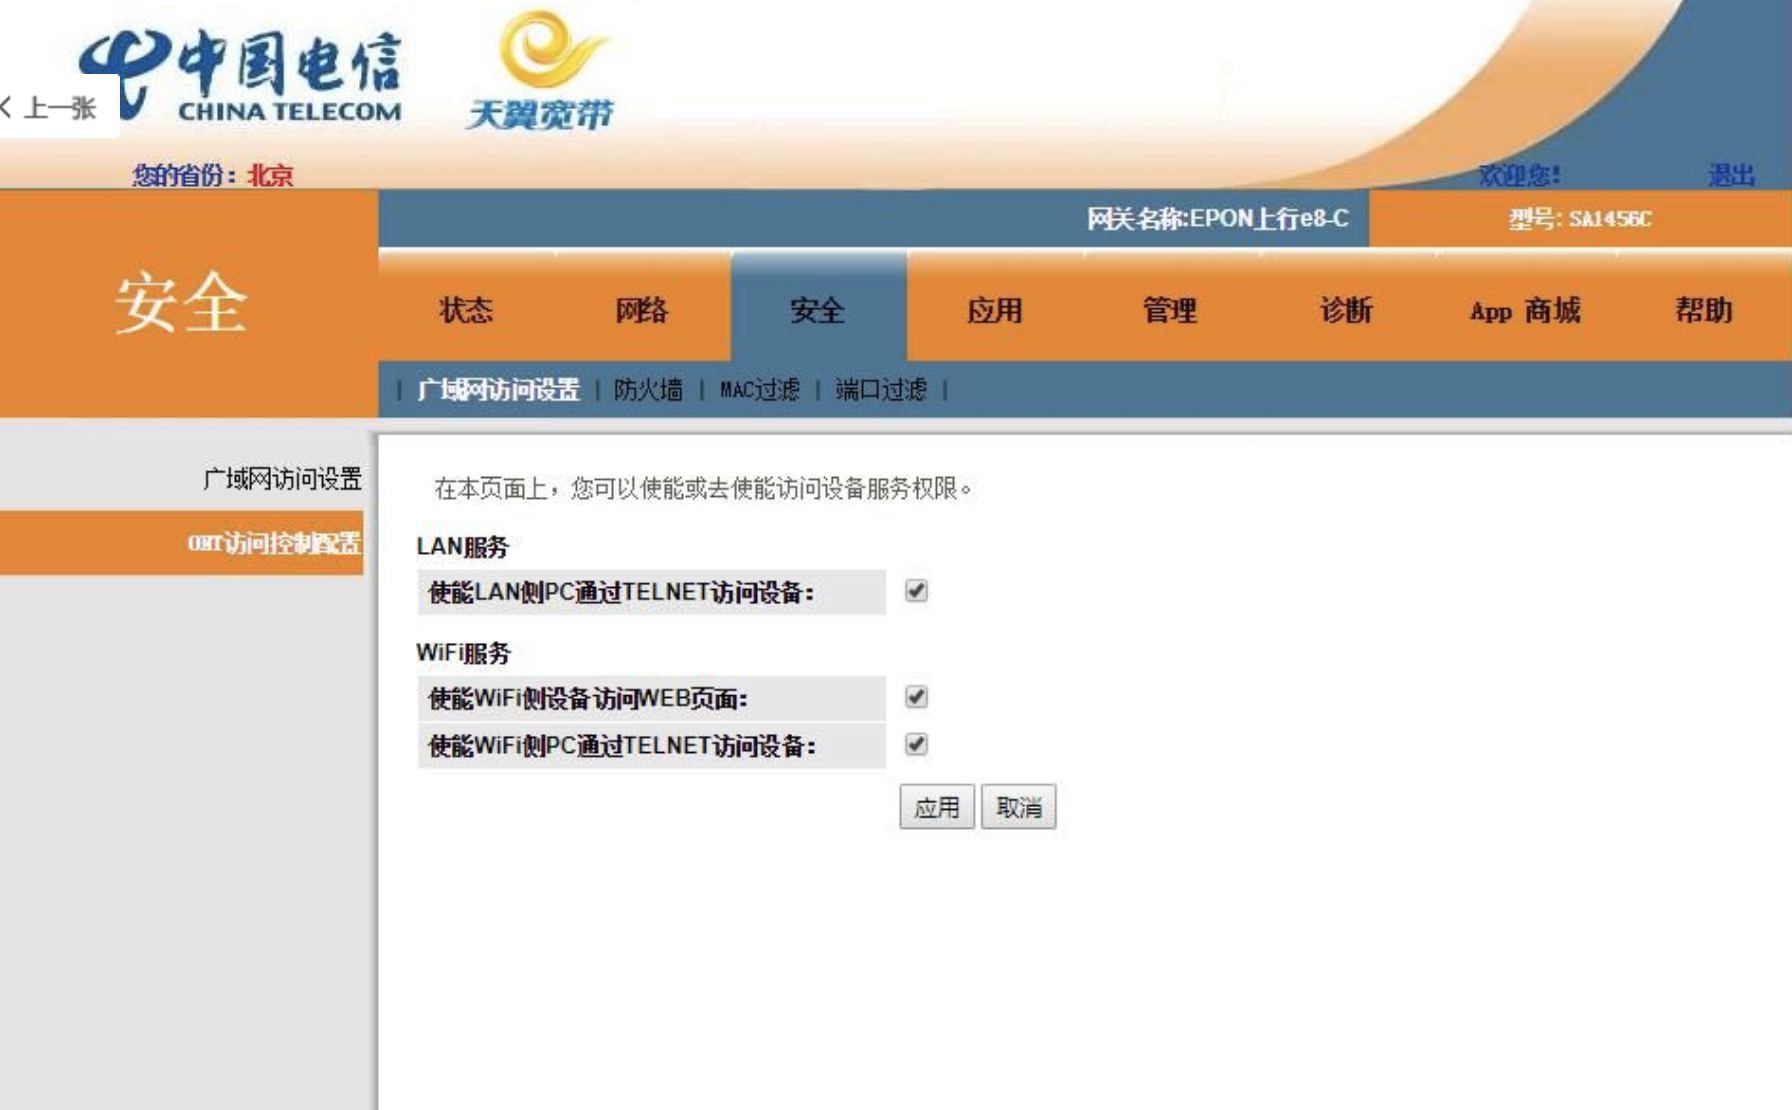 中国电信
CHINA TELECOM
天翼宽带
上一张
您的省份：北京
欢迎您！ 退出
网关名称:EPON上行e8-C 型号: SA1456C
安全
状态 网络 安全 应用 管理 诊断 App 商城 帮助
| 广域网访问设置 | 防火墙 | MAC过滤 | 端口过滤 |
广域网访问设置
ONT访问控制配置
在本页面上，您可以使能或去使能访问设备服务权限。
LAN服务
使能LAN侧PC通过TELNET访问设备：
WiFi服务
使能WiFi侧设备访问WEB页面：
使能WiFi侧PC通过TELNET访问设备：
应用 取消